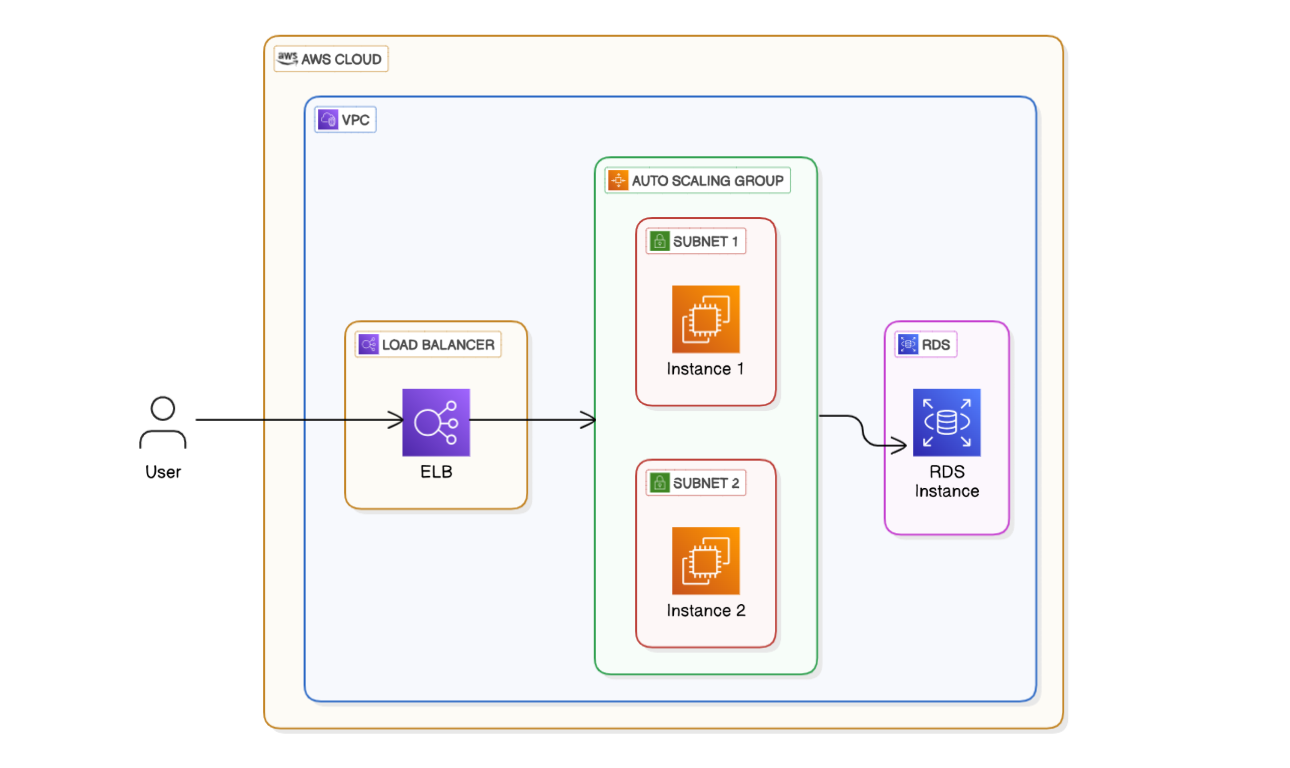 aws AWS CLOUD
VPC
AUTO SCALING GROUP
SUBNET 1
Instance 1
LOAD BALANCER
ELB
RDS
RDS
Instance
User
SUBNET 2
Instance 2